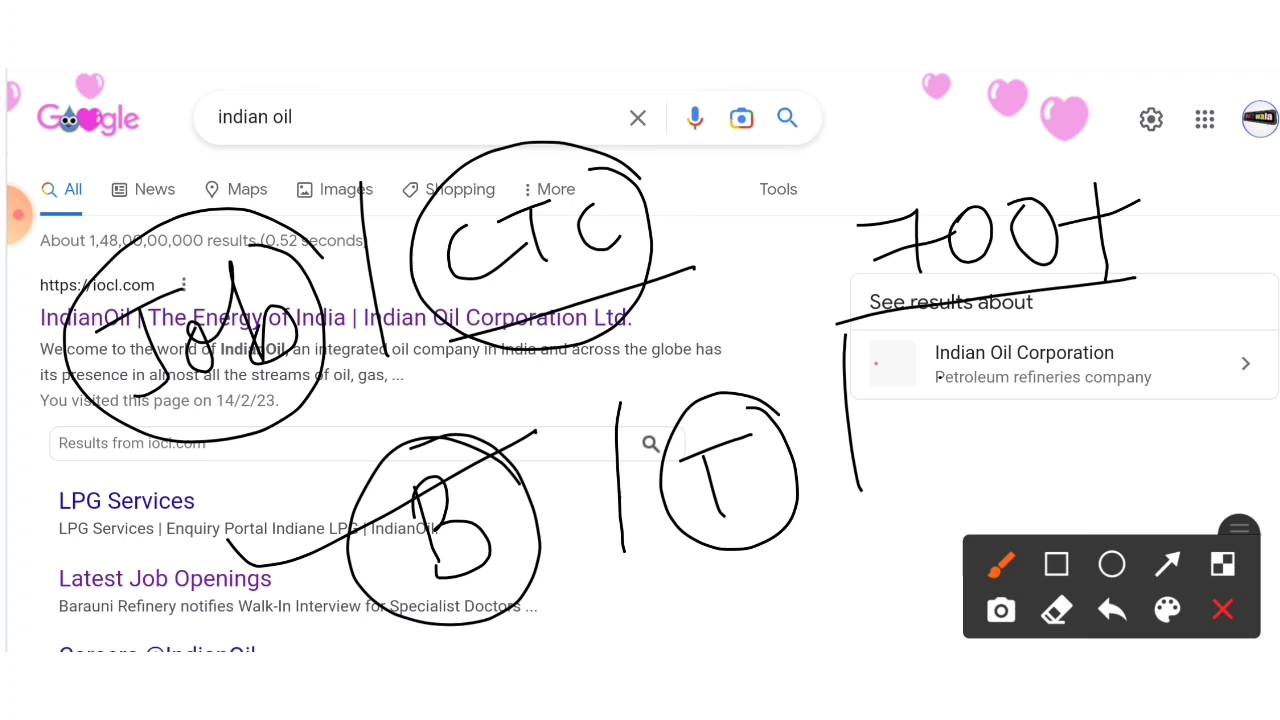 Google
indian oil
All News Maps Images Shopping More Tools
About 1,48,00,00,000 results (0.52 seconds)
CTC
700+
https://iocl.com
Job
IndianOil | The Energy of India | Indian Oil Corporation Ltd.
Welcome to the world of IndianOil, an integrated oil company in India and across the globe has
its presence in almost all the streams of oil, gas, ...
You visited this page on 14/2/23.
Results from iocl.com
See results about
Indian Oil Corporation
Petroleum refineries company
B
T
LPG Services
LPG Services | Enquiry Portal Indiane LPG | IndianOil
Latest Job Openings
Barauni Refinery notifies Walk-In Interview for Specialist Doctors ...
Careers @IndianOil